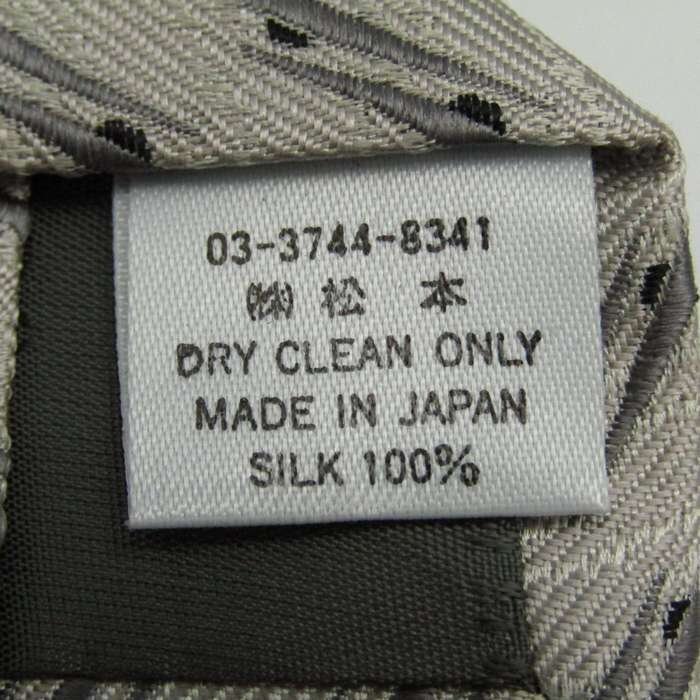 03-3744-8341
㈱ 松 本
DRY CLEAN ONLY
MADE IN JAPAN
SILK 100%